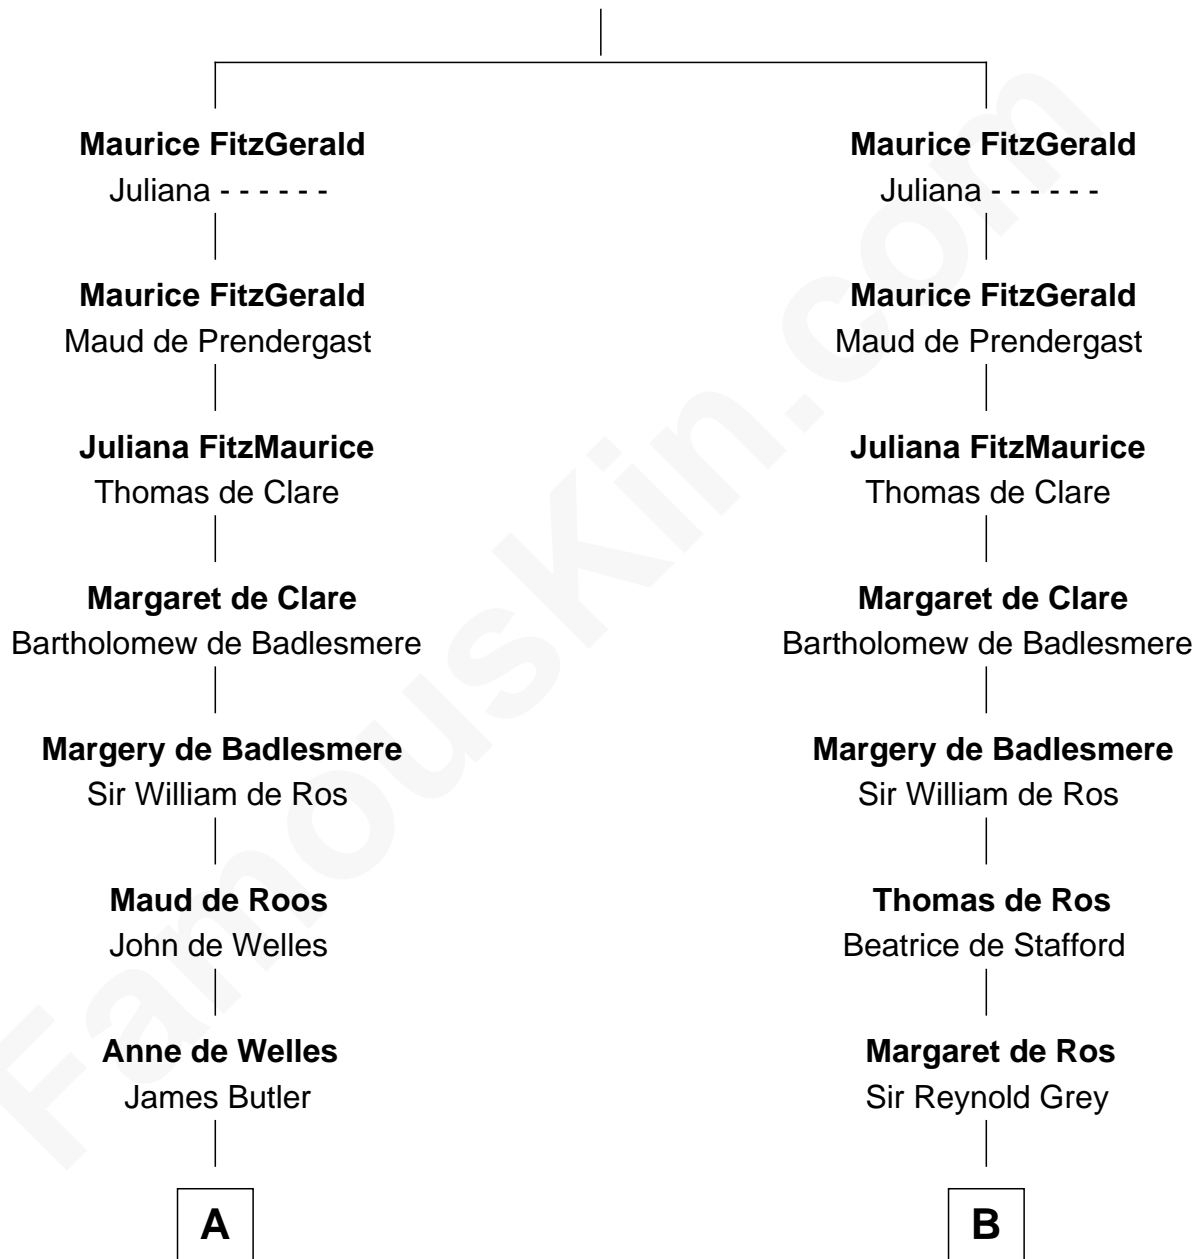 Maurice FitzGerald
Juliana - - - - - -
Maurice FitzGerald
Maud de Prendergast
Juliana FitzMaurice
Thomas de Clare
Margaret de Clare
Bartholomew de Badlesmere
Margery de Badlesmere
Sir William de Ros
Maud de Roos
John de Welles
Anne de Welles
James Butler
A
Maurice FitzGerald
Juliana - - - - - -
Maurice FitzGerald
Maud de Prendergast
Juliana FitzMaurice
Thomas de Clare
Margaret de Clare
Bartholomew de Badlesmere
Margery de Badlesmere
Sir William de Ros
Thomas de Ros
Beatrice de Stafford
Margaret de Ros
Sir Reynold Grey
B
FamousKin.com